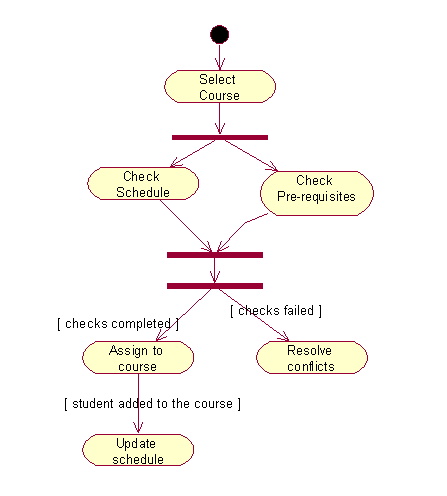 Select
Course
Check
Schedule
Check
Pre-requisites
[ checks completed ]
[ checks failed ]
Assign to
course
Resolve
conflicts
[ student added to the course ]
Update
schedule